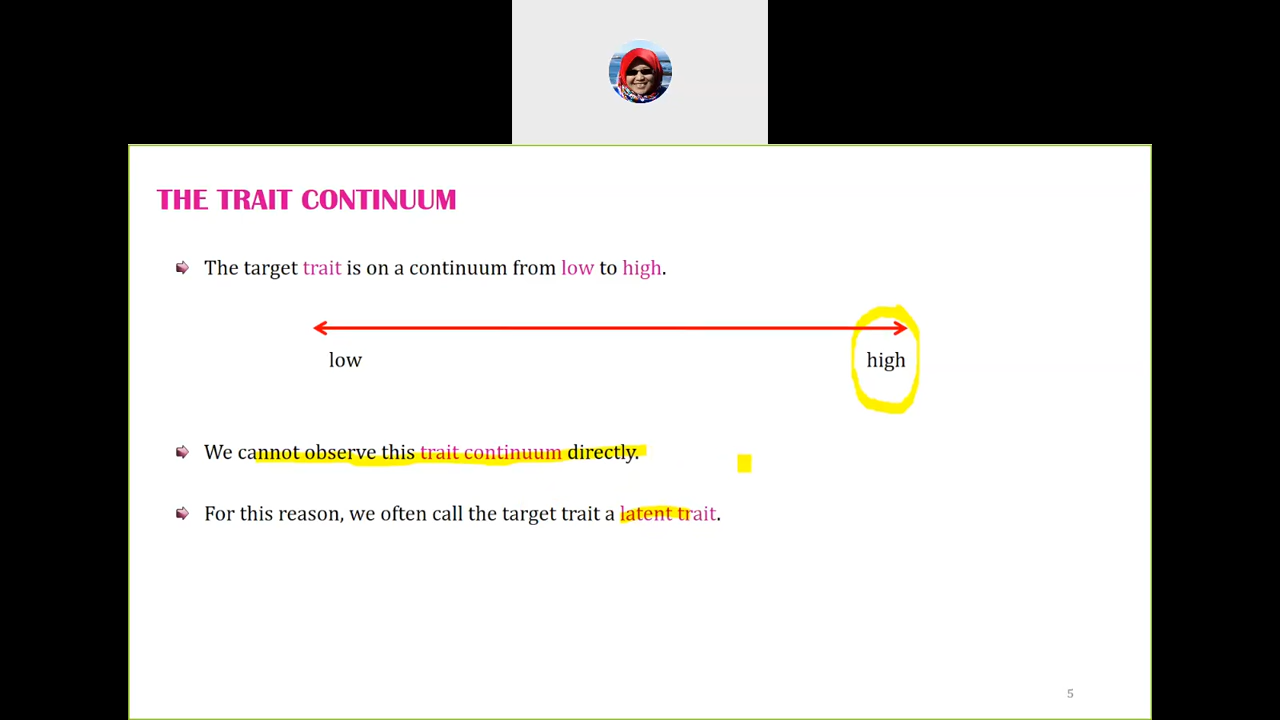 THE TRAIT CONTINUUM
The target trait is on a continuum from low to high.
low high
We cannot observe this trait continuum directly.
For this reason, we often call the target trait a latent trait.
5